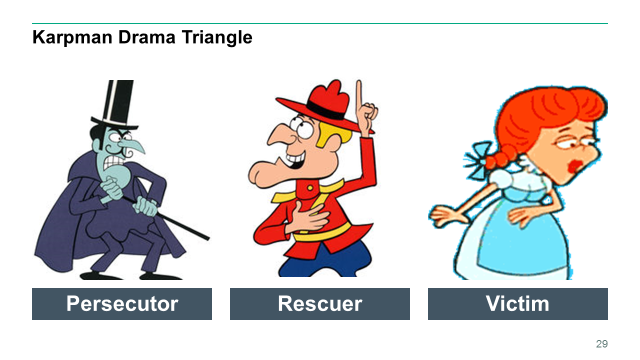 Karpman Drama Triangle
Persecutor
Rescuer
Victim
29